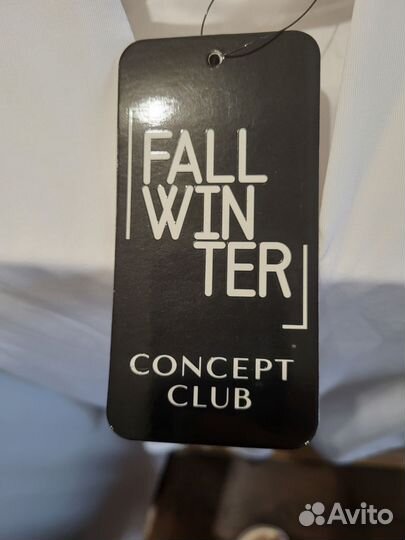 FALL
WIN
TER
CONCEPT
CLUB
Avito